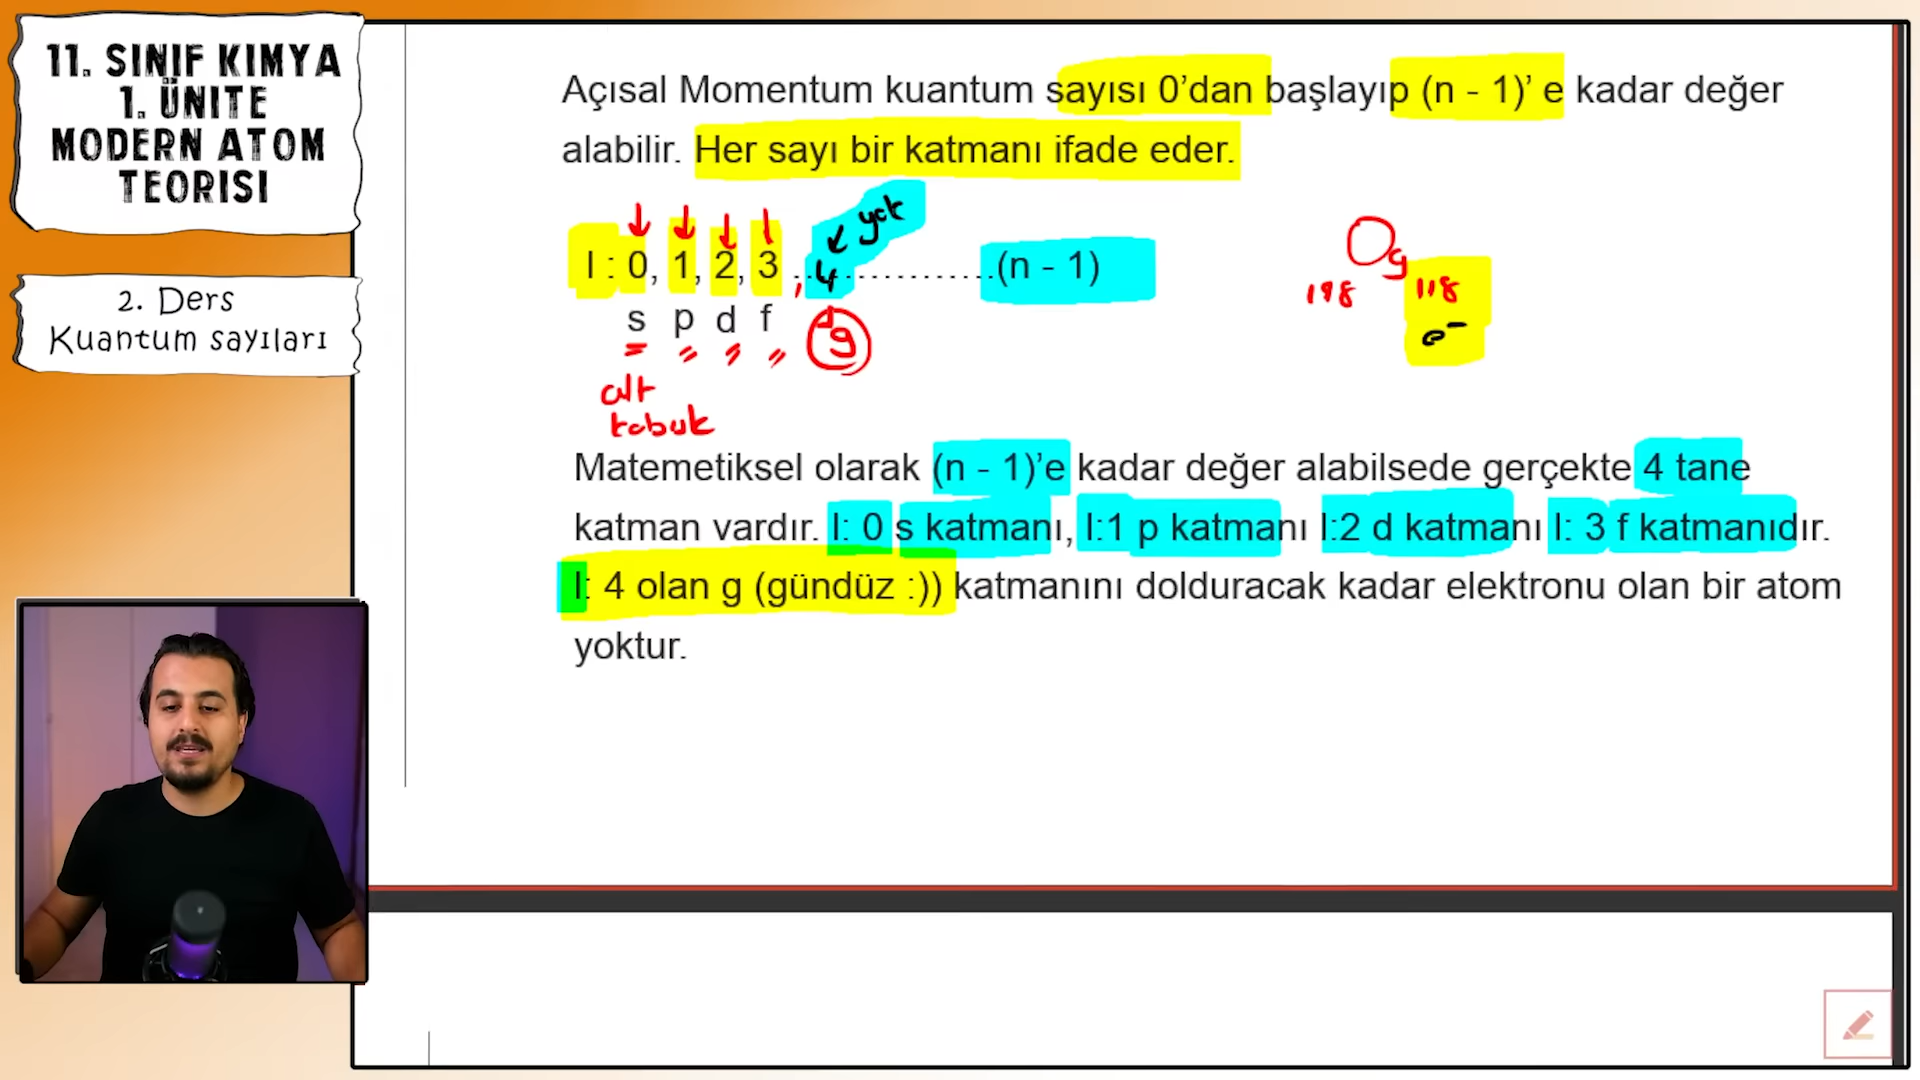 11. SINIF KIMYA
1. ÜNITE
MODERN ATOM
TEORISI
2. Ders
Kuantum sayıları
Açısal Momentum kuantum sayısı 0’dan başlayıp (n - 1)’ e kadar değer
alabilir. Her sayı bir katmanı ifade eder.
yok
l : 0, 1, 2, 3 , 4..............(n - 1)
s p d f g
alt
tabuk
Og
118
e-
Matemetiksel olarak (n - 1)’e kadar değer alabilsede gerçekte 4 tane
katman vardır. l: 0 s katmanı, l:1 p katmanı l:2 d katmanı l: 3 f katmanıdır.
l: 4 olan g (gündüz :)) katmanını dolduracak kadar elektronu olan bir atom
yoktur.